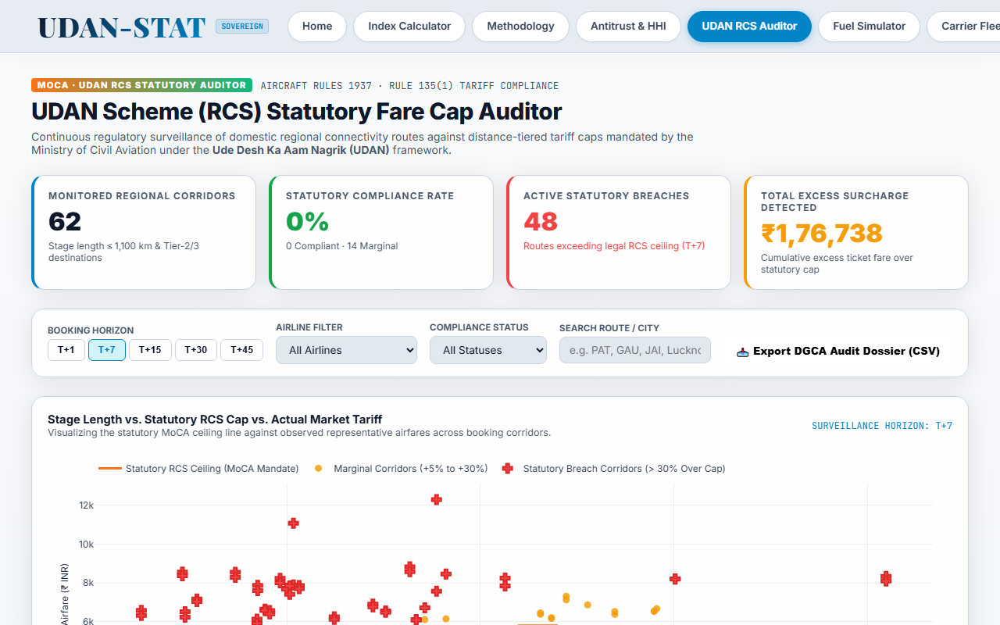 UDAN-STAT
SOVEREIGN
Home
Index Calculator
Methodology
Antitrust & HHI
UDAN RCS Auditor
Fuel Simulator
Carrier Flee
MOCA · UDAN RCS STATUTORY AUDITOR
AIRCRAFT RULES 1937 · RULE 135(1) TARIFF COMPLIANCE
UDAN Scheme (RCS) Statutory Fare Cap Auditor
Continuous regulatory surveillance of domestic regional connectivity routes against distance-tiered tariff caps mandated by the
Ministry of Civil Aviation under the Ude Desh Ka Aam Nagrik (UDAN) framework.
MONITORED REGIONAL CORRIDORS
62
Stage length ≤ 1,100 km & Tier-2/3
destinations
STATUTORY COMPLIANCE RATE
0%
0 Compliant · 14 Marginal
ACTIVE STATUTORY BREACHES
48
Routes exceeding legal RCS ceiling (T+7)
TOTAL EXCESS SURCHARGE
DETECTED
₹1,76,738
Cumulative excess ticket fare over
statutory cap
BOOKING HORIZON
T+1
T+7
T+15
T+30
T+45
AIRLINE FILTER
All Airlines
COMPLIANCE STATUS
All Statuses
SEARCH ROUTE / CITY
e.g. PAT, GAU, JAI, Luckno
Export DGCA Audit Dossier (CSV)
Stage Length vs. Statutory RCS Cap vs. Actual Market Tariff
Visualizing the statutory MoCA ceiling line against observed representative airfares across booking corridors.
SURVEILLANCE HORIZON: T+7
Statutory RCS Ceiling (MoCA Mandate)
Marginal Corridors (+5% to +30%)
Statutory Breach Corridors (> 30% Over Cap)
12k
10k
8k
6k
Airfare (₹ INR)